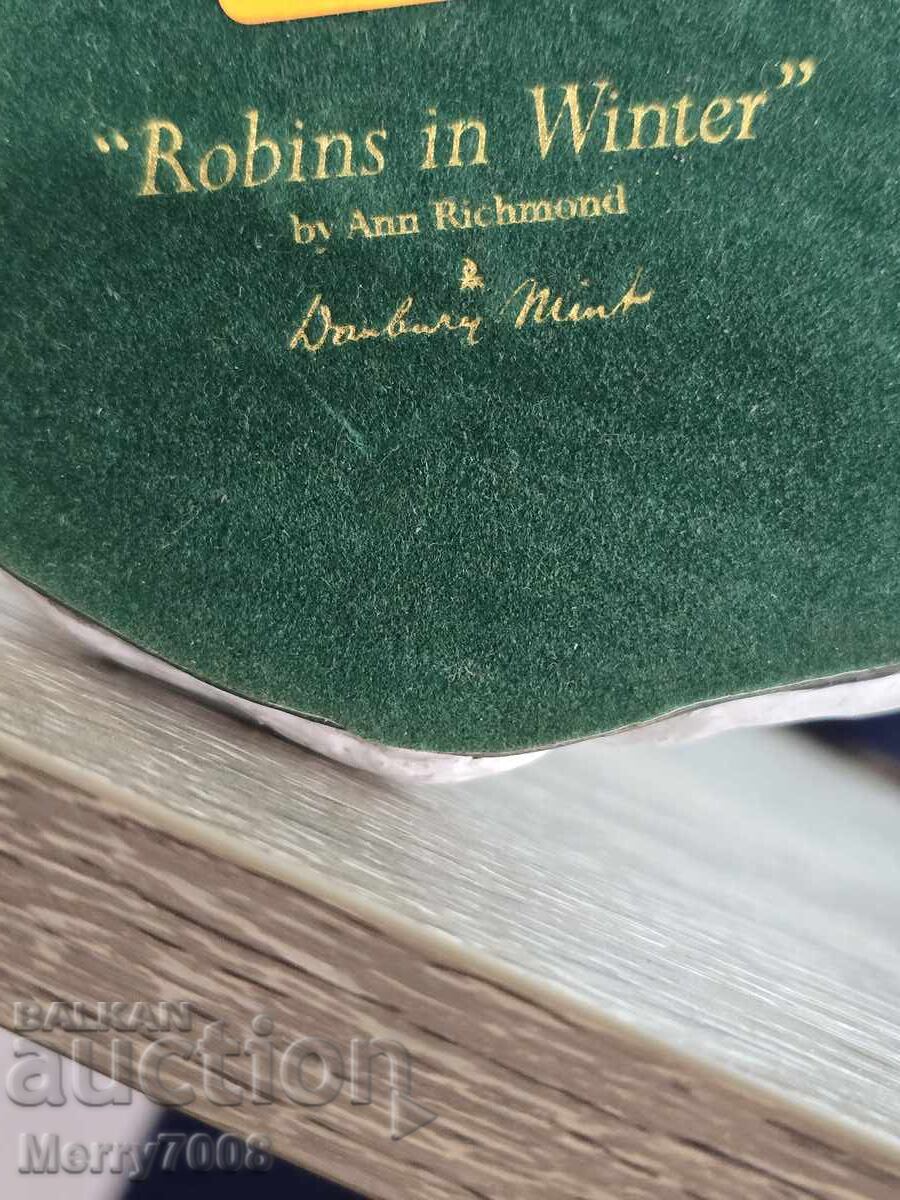 "Robins in Winter"
by Ann Richmond
Danbury Mint
BALKAN
auction
Merry7008